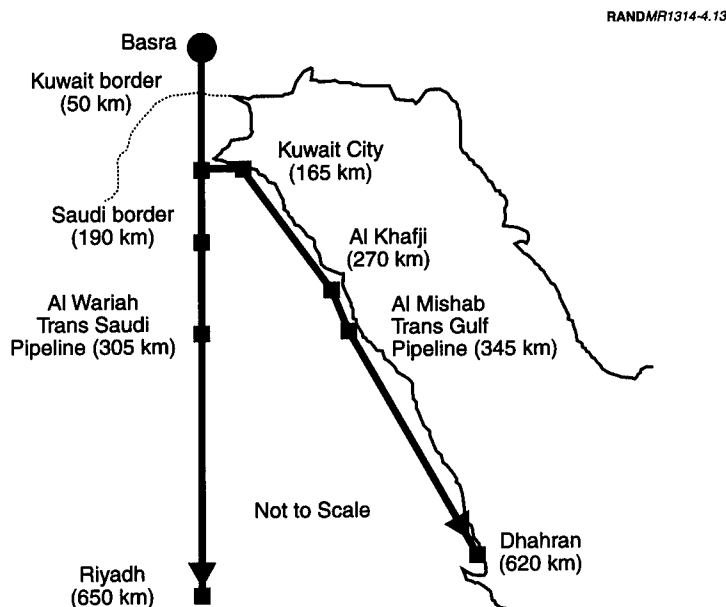 RANDMR1314-4.13
Basra
Kuwait border
(50 km)
Kuwait City
(165 km)
Saudi border
(190 km)
Al Khafji
(270 km)
Al Wariah
Trans Saudi
Pipeline (305 km)
Al Mishab
Trans Gulf
Pipeline (345 km)
Not to Scale
Dhahran
(620 km)
Riyadh
(650 km)